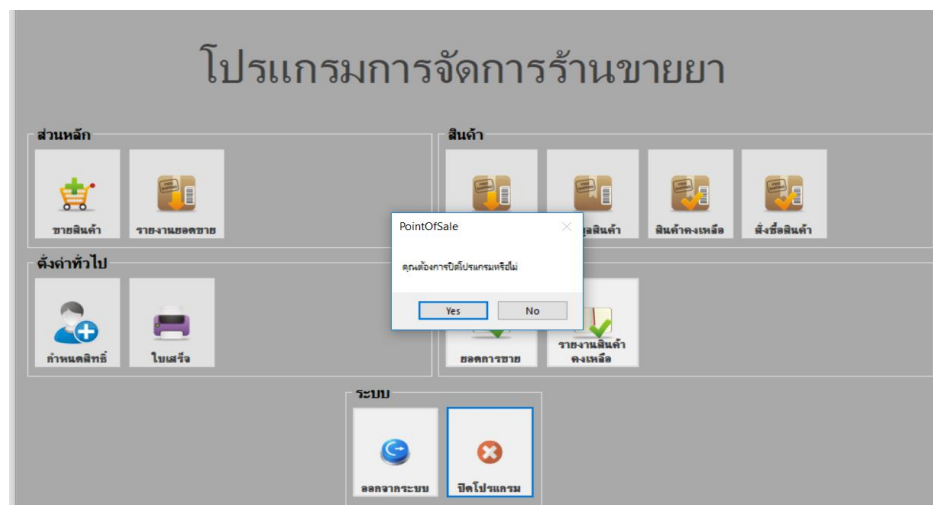 โปรแกรมการจัดการร้านขายยา
ส่วนหลัก
สินค้า
ขายสินค้า
รายงานยอดขาย
สินค้าคงเหลือ
สั่งซื้อสินค้า
PointOfSale
คุณต้องการปิดโปรแกรมหรือไม่
Yes
No
ตั้งค่าทั่วไป
กำหนดสิทธิ์
ใบเสร็จ
ยอดการขาย
รายงานสินค้า
คงเหลือ
ระบบ
ออกจากระบบ
ปิดโปรแกรม